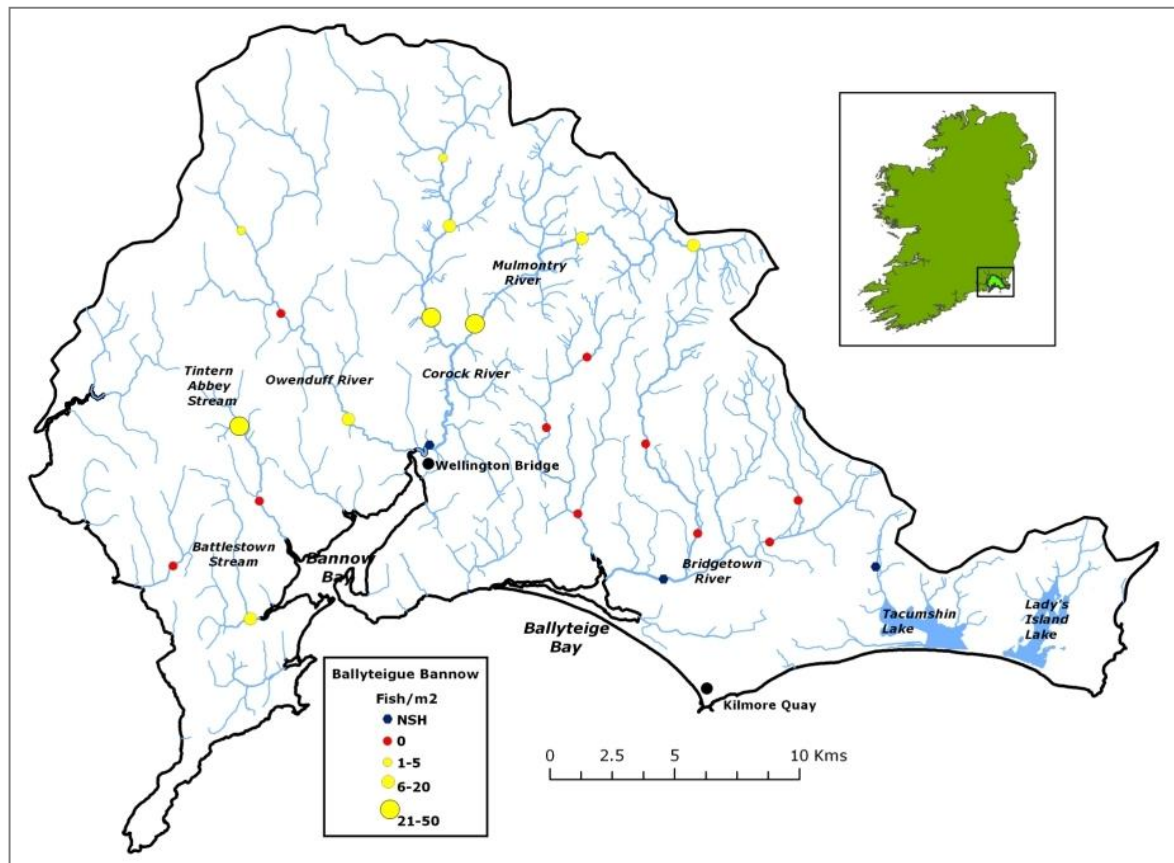 Mulmontry
River
Tintern
Abbey
Stream
Owenduff River
Corock River
Wellington Bridge
Battlestown
Stream
Bannow
Bay
Bridgetown
River
Ballyteige
Bay
Tacumshin
Lake
Lady's
Island
Lake
Kilmore Quay
Ballyteigue Bannow
Fish/m2
NSH
0
1-5
6-20
21-50
0 2.5 5 10 Kms